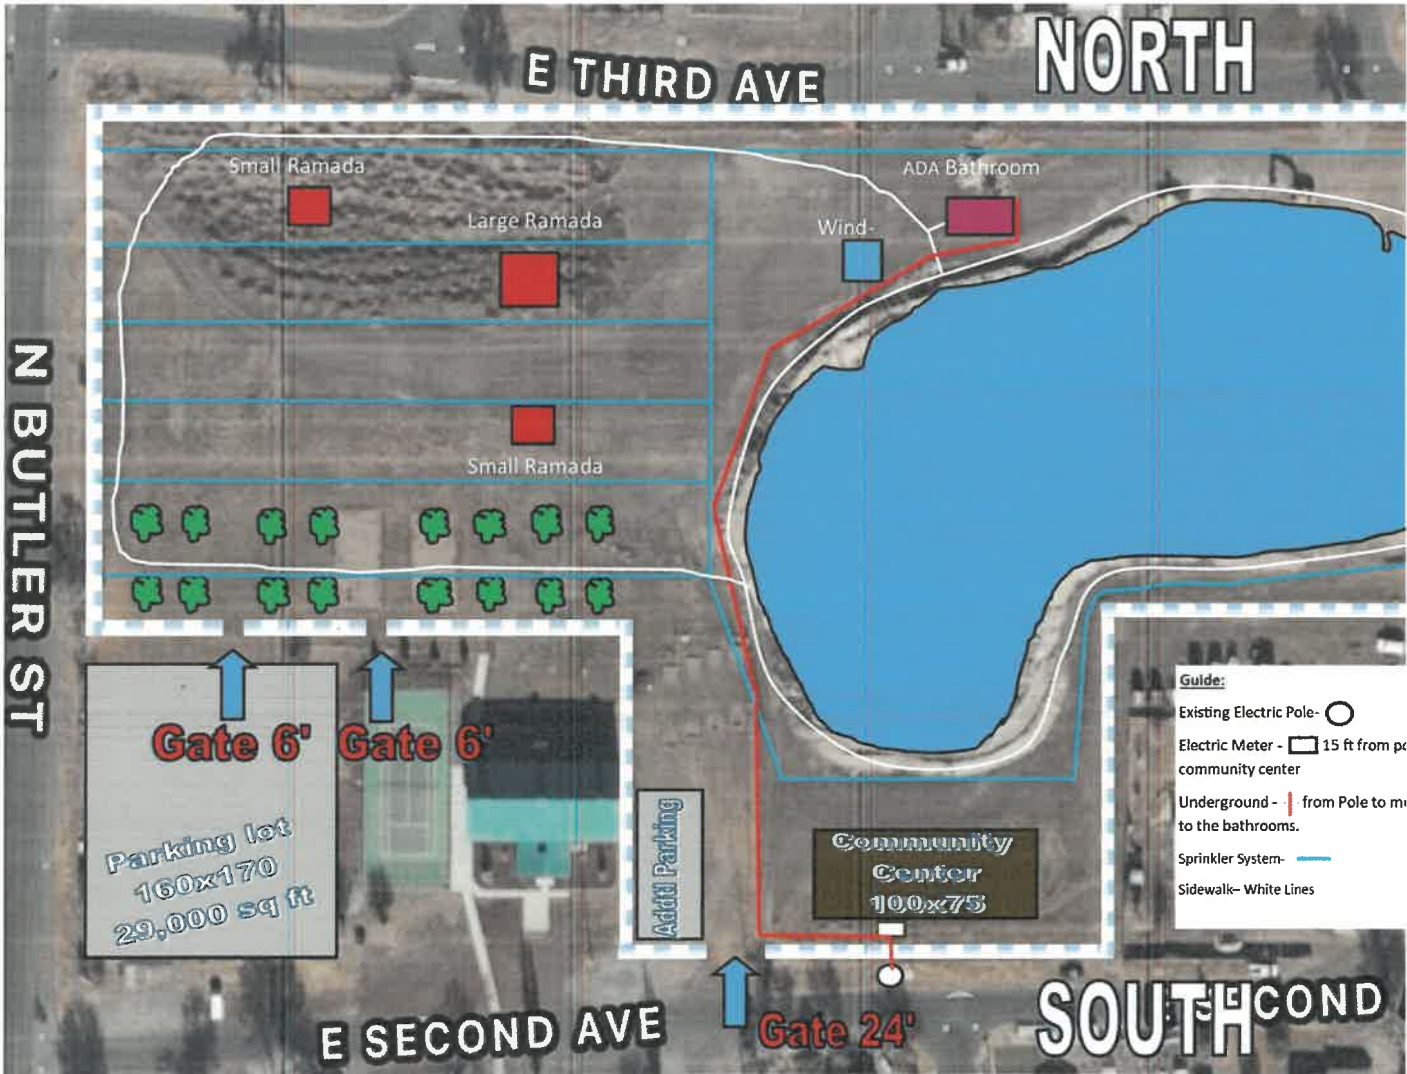 NORTH
E THIRD AVE
Small Ramada
ADA Bathroom
Large Ramada
Wind-
N BUTLER ST
Small Ramada
Guide:
Existing Electric Pole-
Electric Meter - 15 ft from
community center
Underground - from Pole to
to the bathrooms.
Sprinkler System-
Sidewalk– White Lines
Gate 6'
Gate 6'
Parking lot
160x170
29,000 sq ft
Additl Parking
Community
Center
100x75
E SECOND AVE
Gate 24'
SOUTH